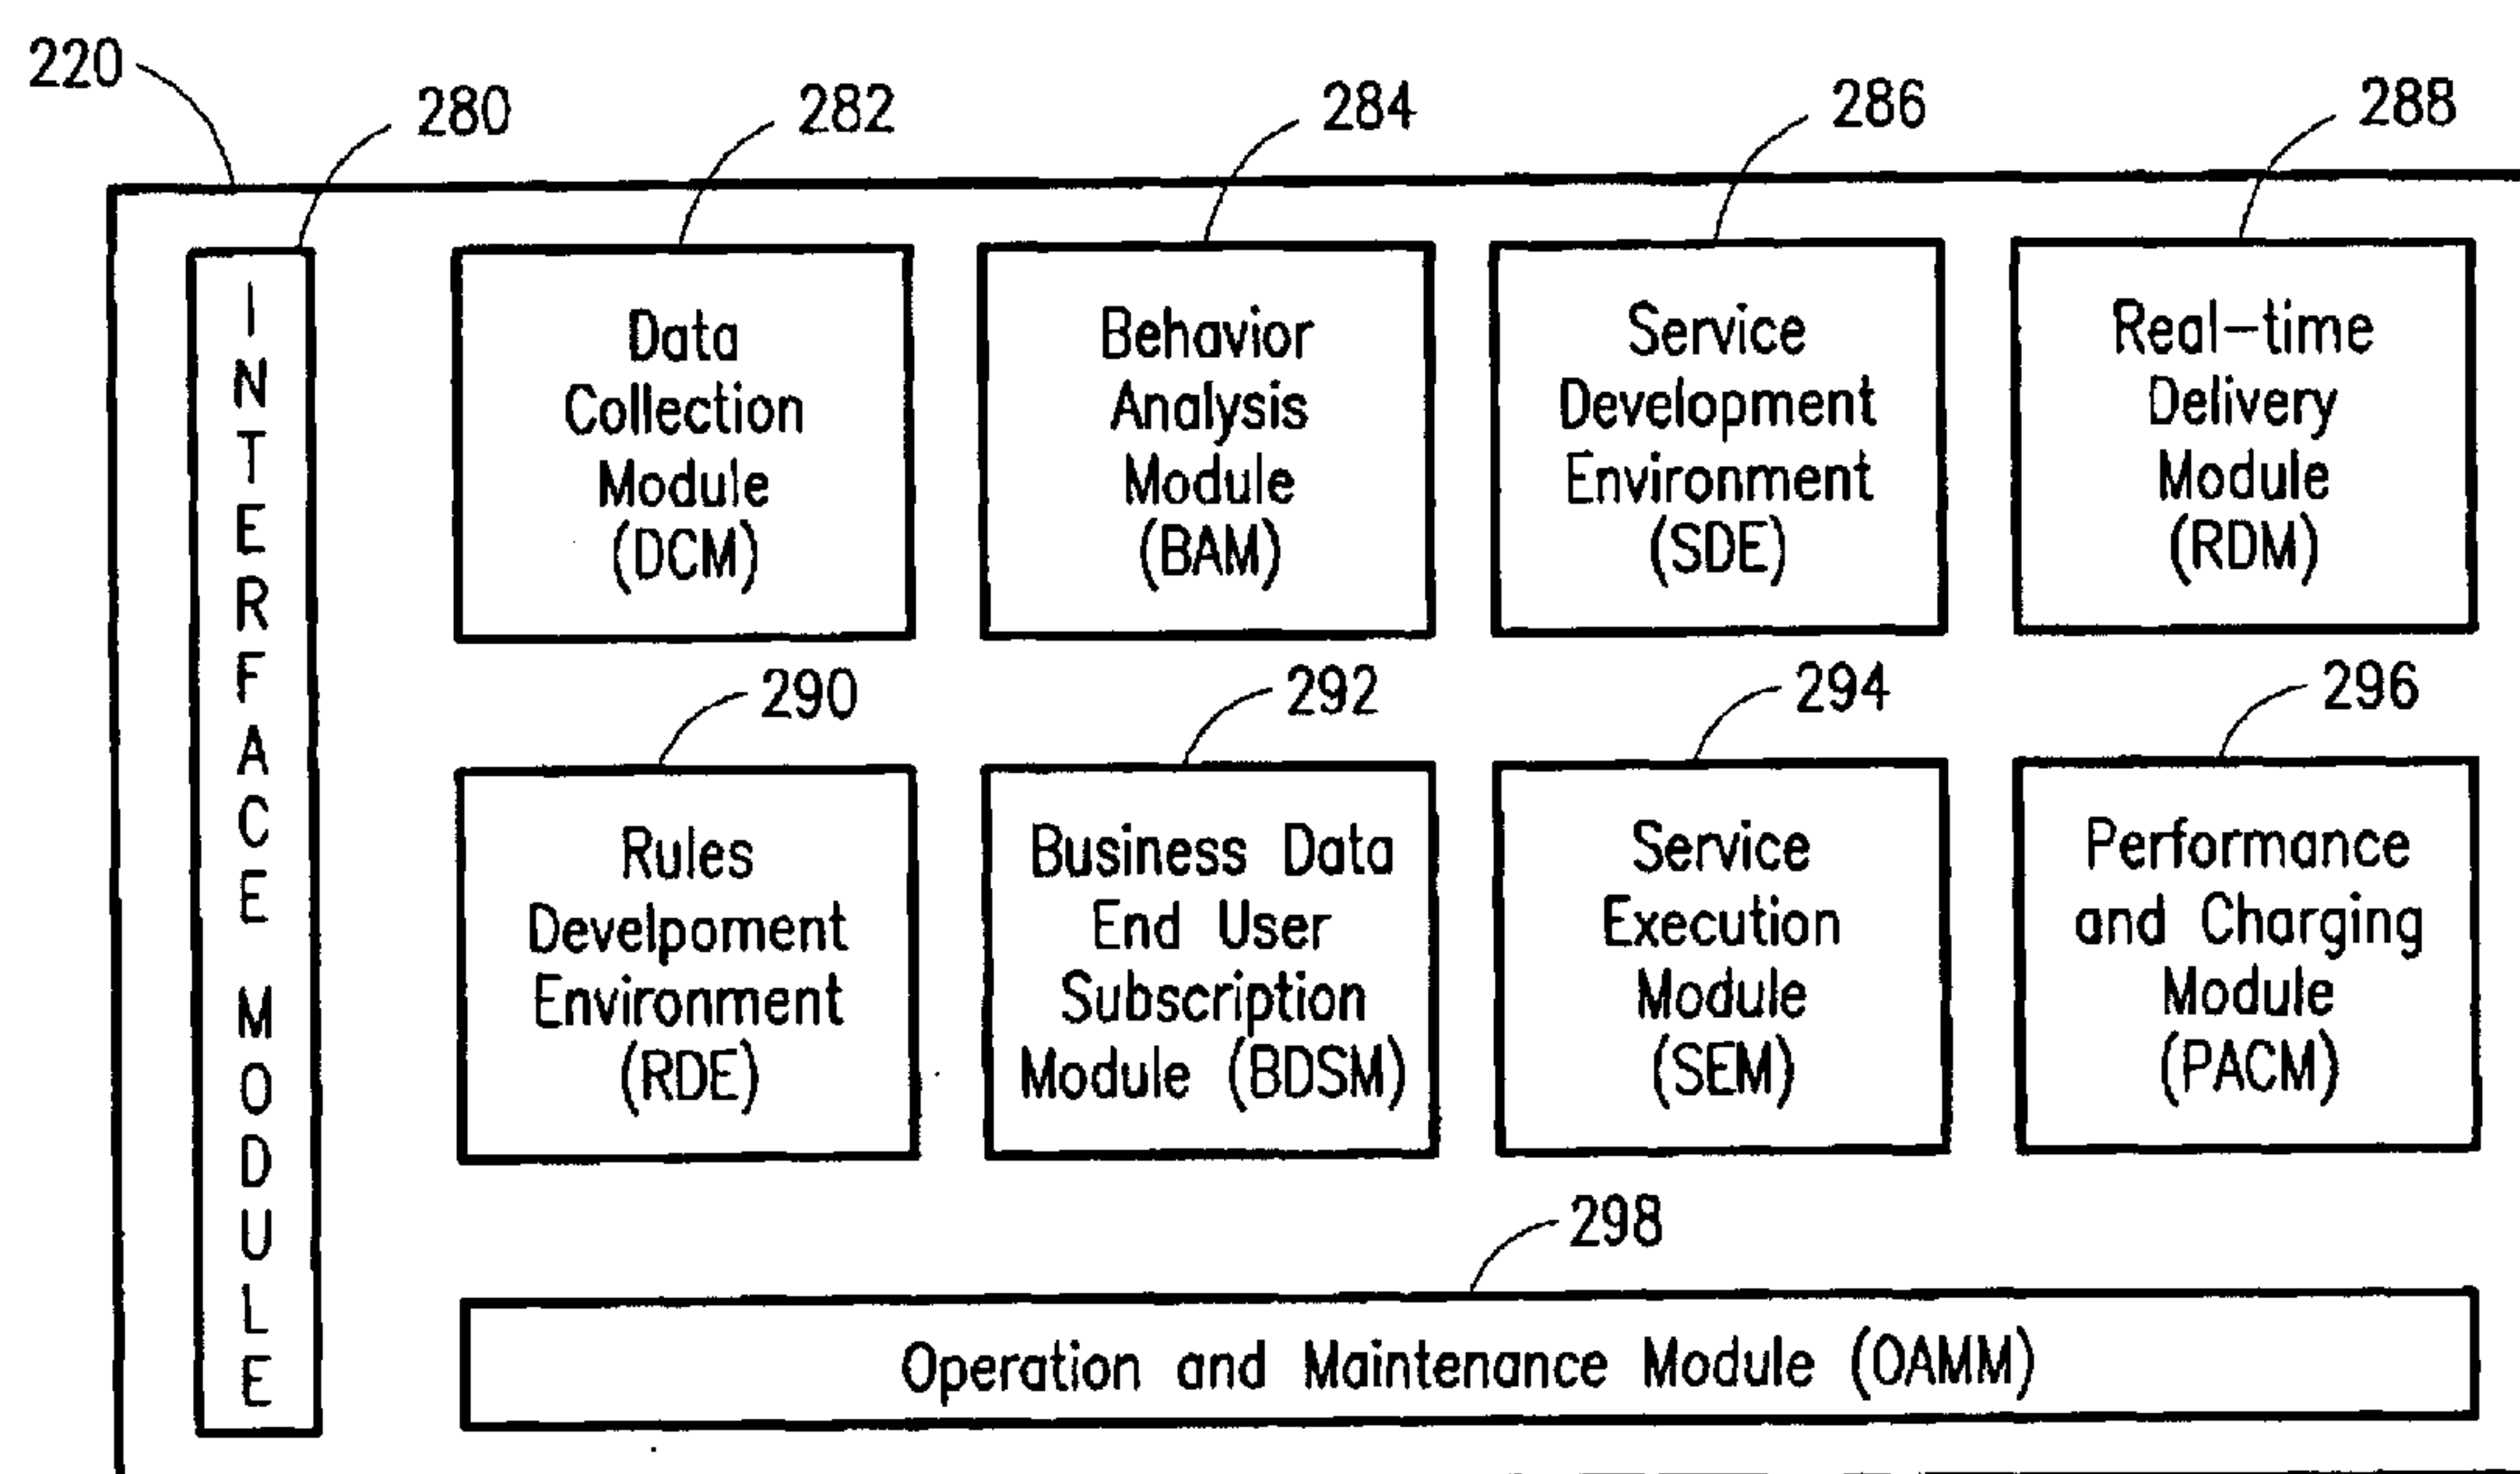 220
280
282
284
286
288
INTERFACE MODULE
Data
Collection
Module
(DCM)
Behavior
Analysis
Module
(BAM)
Service
Development
Environment
(SDE)
Real-time
Delivery
Module
(RDM)
290
292
294
296
Rules
Develpoment
Environment
(RDE)
Business Data
End User
Subscription
Module (BDSM)
Service
Execution
Module
(SEM)
Performance
and Charging
Module
(PACM)
298
Operation and Maintenance Module (OAMM)